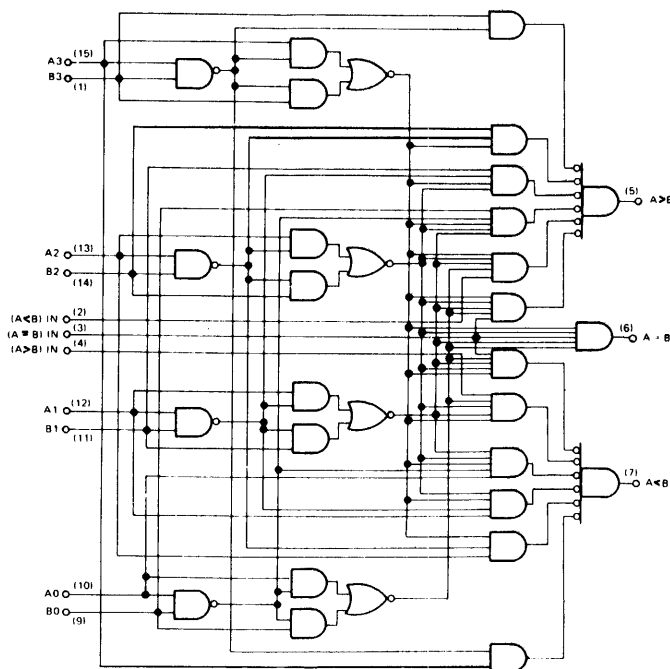 A3 (15)
B3 (1)
(5) A>B
A2 (13)
B2 (14)
(A<B) IN (2)
(A = B) IN (3)
(A>B) IN (4)
(6) A = B
A1 (12)
B1 (11)
(7) A<B
A0 (10)
B0 (9)